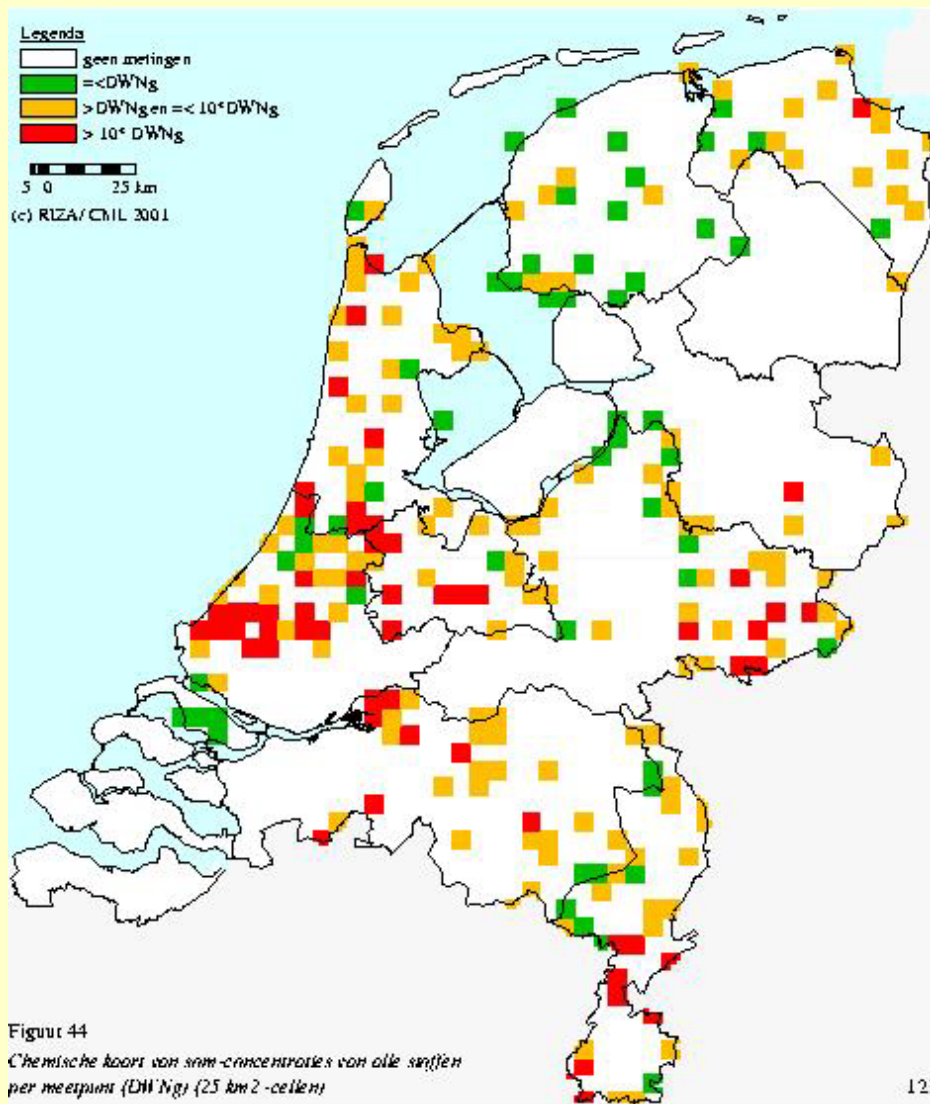 Legenda
geen metingen
=<DWNg
>DWNg en =< 10* DWNg
> 10* DWNg
5 0 25 km
(c) RIZA/ CML 2001
Figuur 44
Chemische kaart van som-concentraties van alle stoffen
per meetpunt (DWNg) (25 km2 -cellen)
12